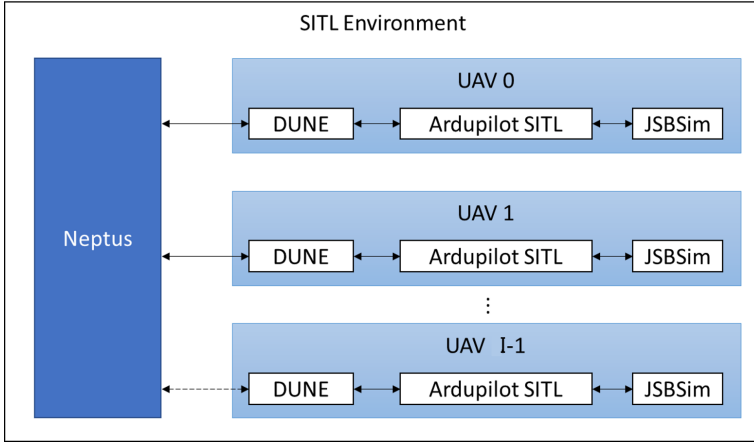 SITL Environment
Neptus
UAV 0
DUNE
Ardupilot SITL
JSBSim
UAV 1
DUNE
Ardupilot SITL
JSBSim
⋮
UAV I-1
DUNE
Ardupilot SITL
JSBSim